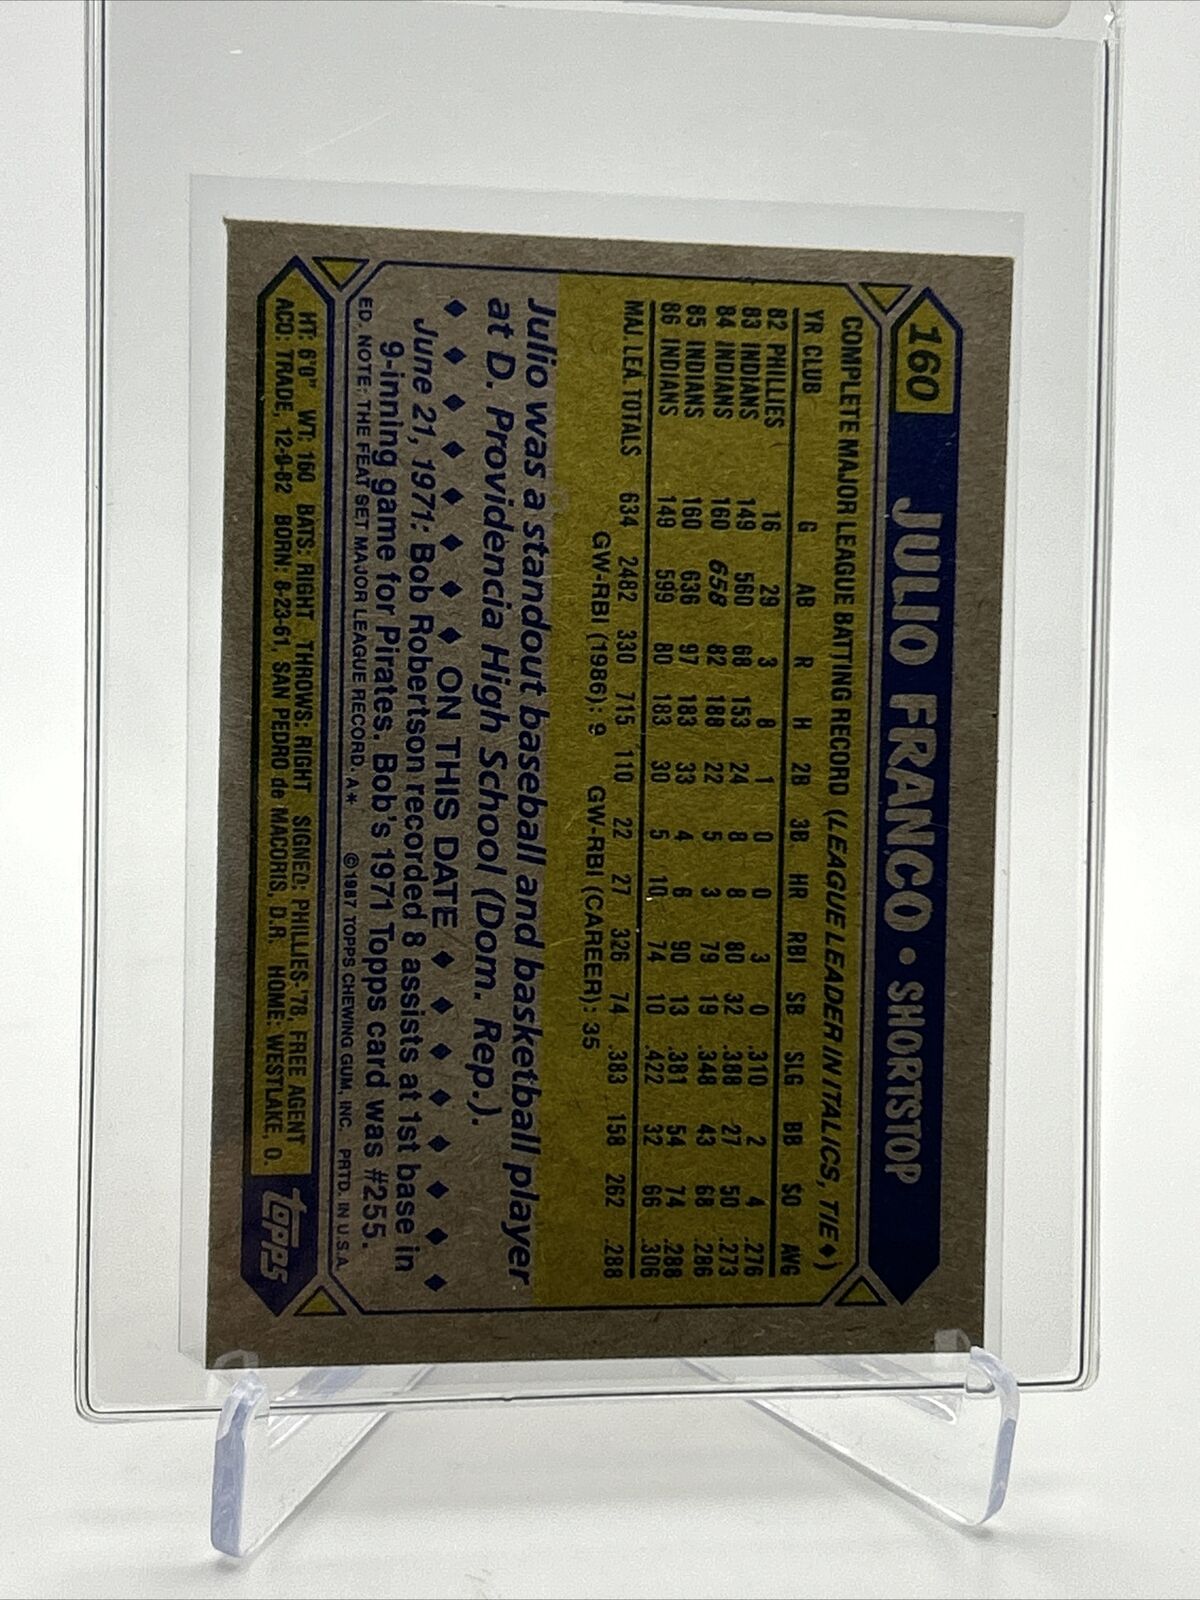 160 JULIO FRANCO • SHORTSTOP
COMPLETE MAJOR LEAGUE BATTING RECORD (LEAGUE LEADER IN ITALICS, TIE♦)
YR CLUB G AB R H 2B 3B HR RBI SB SLG BB SO AVG
82 PHILLIES 16 29 3 8 1 0 0 3 0 .310 2 4 .276
83 INDIANS 149 560 68 153 24 8 8 80 32 .388 27 50 .273
84 INDIANS 160 658 82 188 22 5 3 79 19 .348 43 68 .286
85 INDIANS 160 636 97 183 33 4 6 90 13 .381 54 74 .288
86 INDIANS 149 599 80 183 30 5 10 74 10 .422 32 66 .306
MAJ. LEA. TOTALS 634 2482 330 715 110 22 27 326 74 .383 158 262 .288
GW-RBI (1986): 9 GW-RBI (CAREER): 35
Julio was a standout baseball and basketball player
at D. Providencia High School (Dom. Rep.).
♦ ♦ ♦ ♦ ♦ ♦ ♦ ♦ ON THIS DATE ♦ ♦ ♦ ♦ ♦ ♦ ♦ ♦
June 21, 1971: Bob Robertson recorded 8 assists at 1st base in
9-inning game for Pirates. Bob's 1971 Topps card was #255.
ED. NOTE: THE FEAT SET MAJOR LEAGUE RECORD. A* ©1987 TOPPS CHEWING GUM, INC. PRTD. IN U.S.A.
HT: 6'0" WT: 160 BATS: RIGHT THROWS: RIGHT SIGNED: PHILLIES-'78, FREE AGENT
ACQ: TRADE, 12-9-82 BORN: 8-23-61, SAN PEDRO de MACORIS, D.R. HOME: WESTLAKE, O.
topps